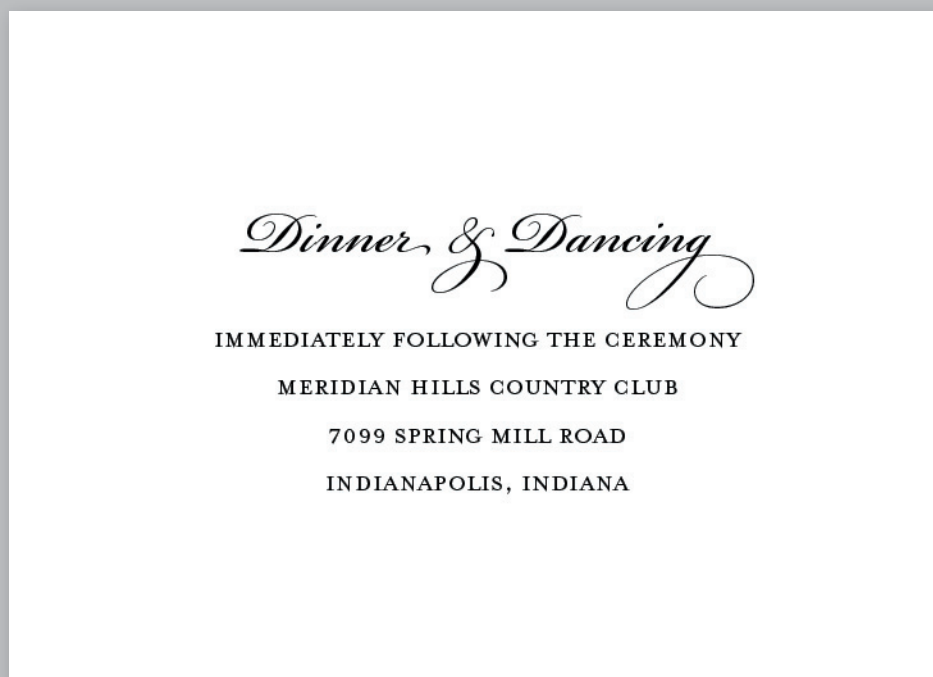 Dinner & Dancing
IMMEDIATELY FOLLOWING THE CEREMONY
MERIDIAN HILLS COUNTRY CLUB
7099 SPRING MILL ROAD
INDIANAPOLIS, INDIANA